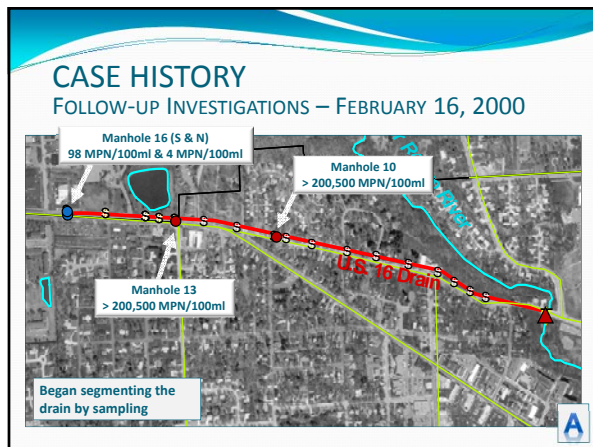 CASE HISTORY
FOLLOW-UP INVESTIGATIONS – FEBRUARY 16, 2000
Manhole 16 (S & N)
98 MPN/100ml & 4 MPN/100ml
Manhole 10
> 200,500 MPN/100ml
River
U.S. 16 Drain
Manhole 13
> 200,500 MPN/100ml
S S S S S S S S S S S S S S S
Began segmenting the
drain by sampling
A